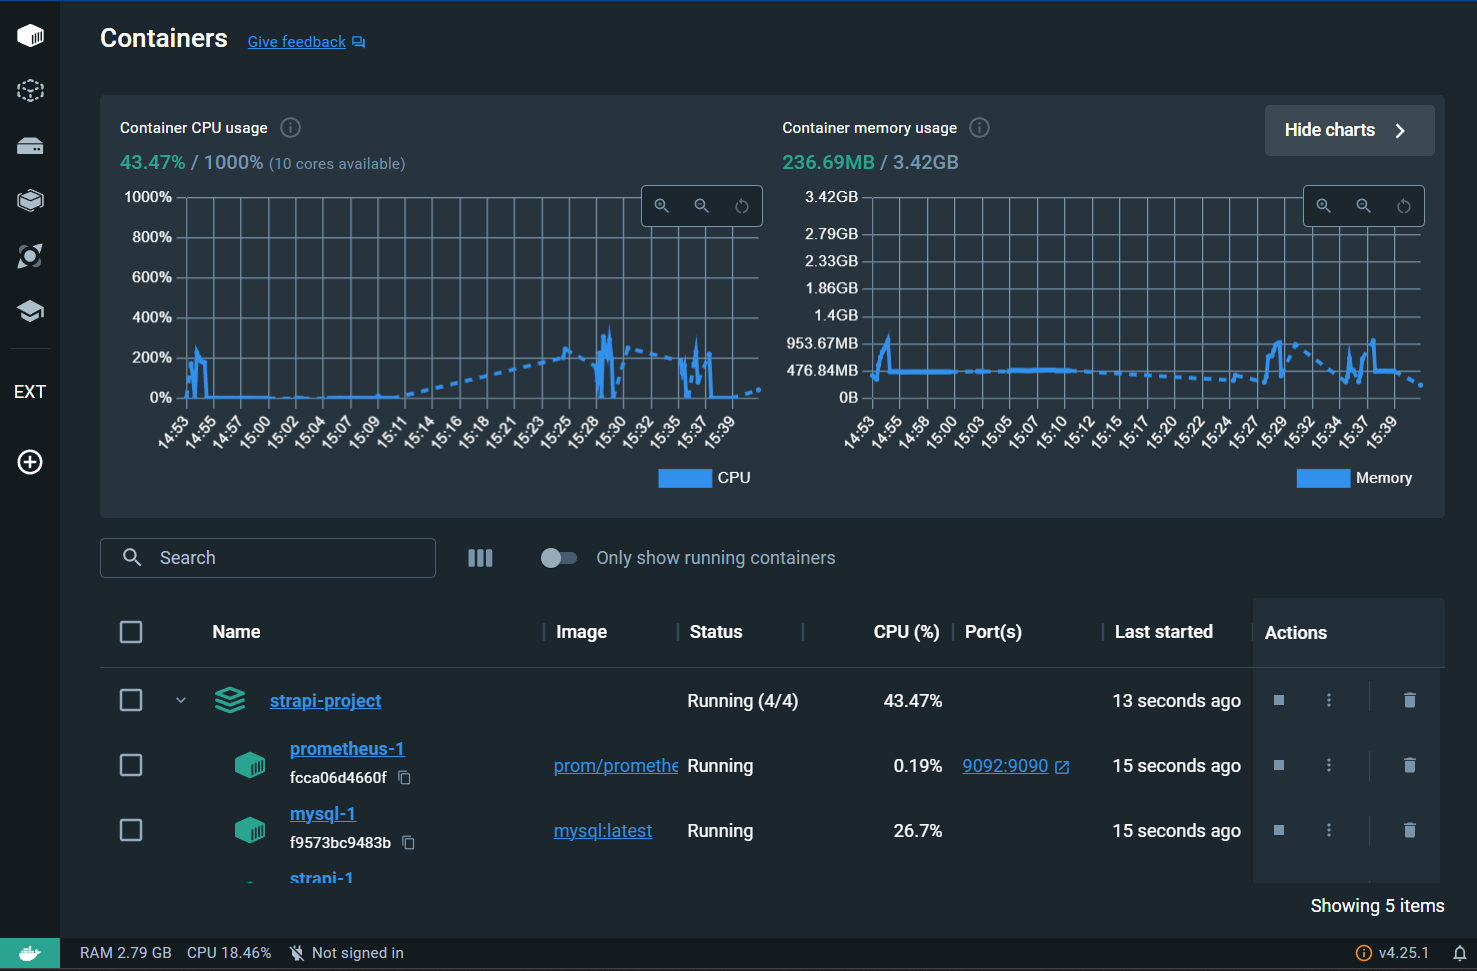 Containers Give feedback
Container CPU usage
43.47% / 1000% (10 cores available)
1000%
800%
600%
400%
200%
0%
14:53 14:55 14:57 15:00 15:02 15:04 15:07 15:09 15:11 15:14 15:16 15:18 15:21 15:23 15:25 15:28 15:30 15:32 15:35 15:37 15:39
CPU
Container memory usage
236.69MB / 3.42GB
Hide charts
3.42GB
2.79GB
2.33GB
1.86GB
1.4GB
953.67MB
476.84MB
0B
14:53 14:55 14:58 15:00 15:03 15:05 15:07 15:10 15:12 15:15 15:17 15:20 15:22 15:24 15:27 15:29 15:32 15:34 15:37 15:39
Memory
EXT
Search
Only show running containers
Name Image Status CPU (%) Port(s) Last started Actions
strapi-project Running (4/4) 43.47% 13 seconds ago
prometheus-1
fcca06d4660f prom/promethe Running 0.19% 9092:9090 15 seconds ago
mysql-1
f9573bc9483b mysql:latest Running 26.7% 15 seconds ago
strapi-1
Showing 5 items
RAM 2.79 GB CPU 18.46% Not signed in v4.25.1